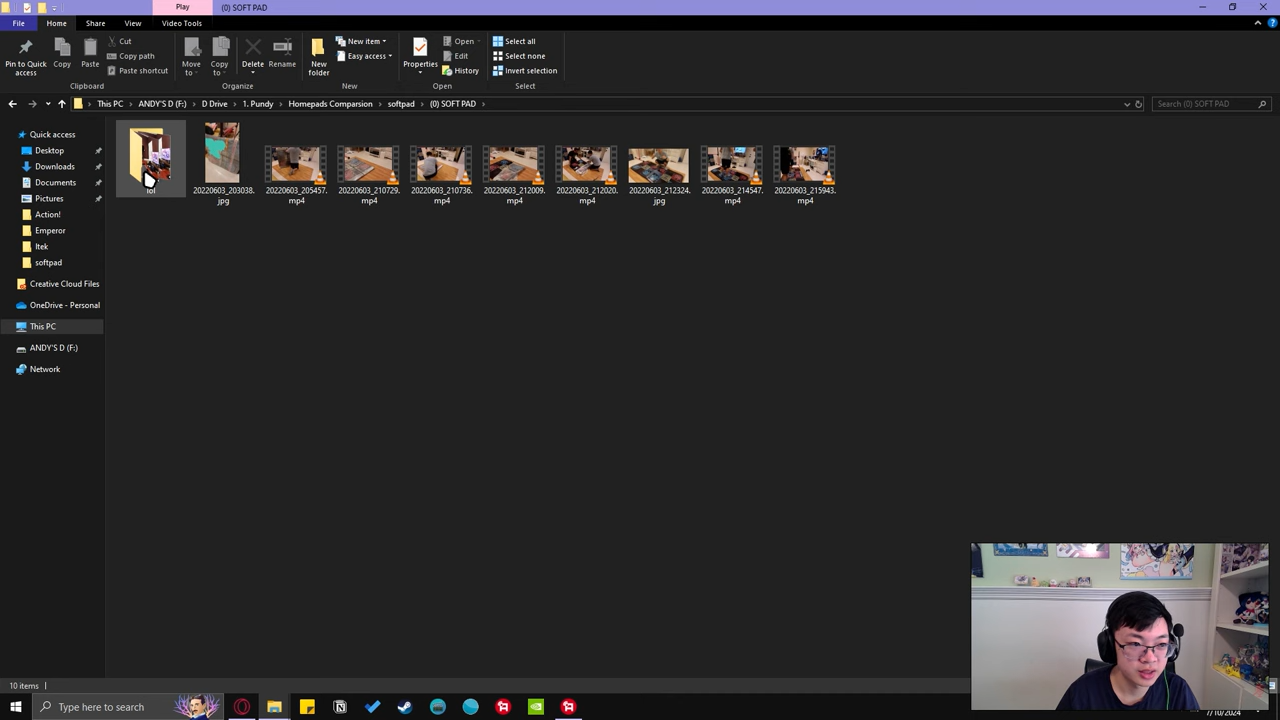 Play
(0) SOFT PAD
File
Home
Share
View
Video Tools
Pin to Quick access
Copy
Paste
Cut
Copy path
Paste shortcut
Clipboard
Move to
Copy to
Delete
Rename
Organize
New folder
New item
Easy access
New
Properties
Open
Edit
History
Open
Select all
Select none
Invert selection
Select
This PC > ANDY'S D (F:) > D Drive > 1. Pundy > Homepads Comparsion > softpad > (0) SOFT PAD >
Search (0) SOFT PAD
Quick access
Desktop
Downloads
Documents
Pictures
Action!
Emperor
Itek
softpad
Creative Cloud Files
OneDrive - Personal
This PC
ANDY'S D (F:)
Network
lol
20220603_203038.jpg
20220603_205457.mp4
20220603_210729.mp4
20220603_210736.mp4
20220603_212009.mp4
20220603_212020.mp4
20220603_212324.jpg
20220603_214547.mp4
20220603_215943.mp4
10 items
Type here to search
7/10/2024